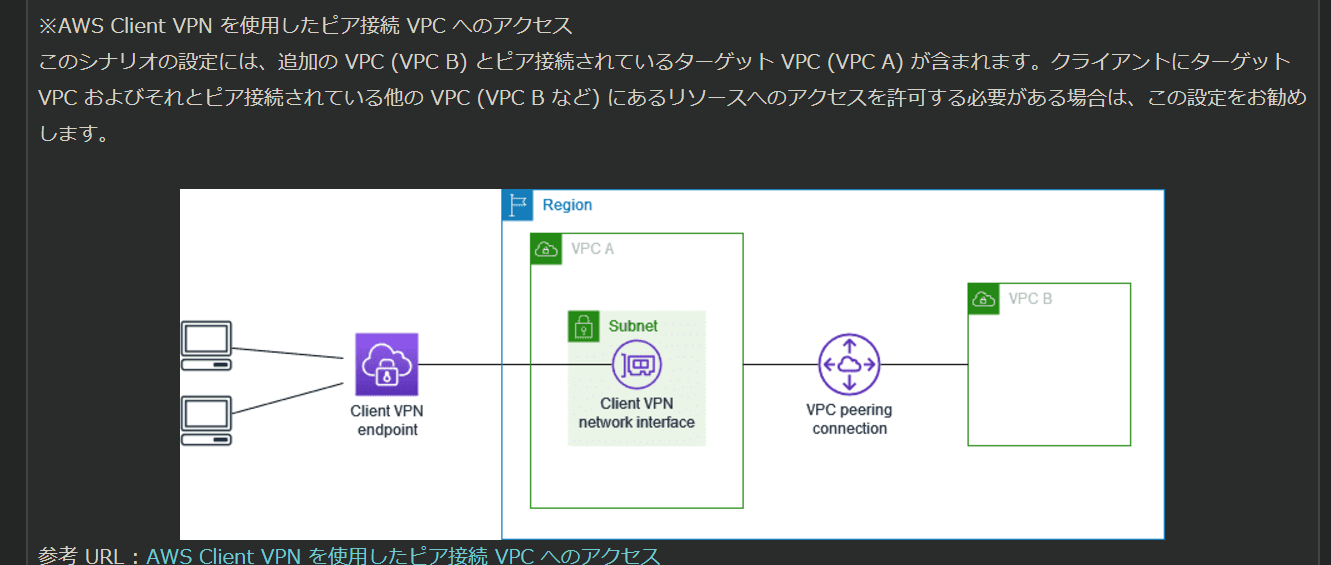 ※AWS Client VPN を使用したピア接続 VPC へのアクセス
このシナリオの設定には、追加の VPC (VPC B) とピア接続されているターゲット VPC (VPC A) が含まれます。クライアントにターゲット
VPC およびそれとピア接続されている他の VPC (VPC B など) にあるリソースへのアクセスを許可する必要がある場合は、この設定をお勧め
します。
Region
VPC A
VPC B
Subnet
Client VPN
endpoint
Client VPN
network interface
VPC peering
connection
参考 URL : AWS Client VPN を使用したピア接続 VPC へのアクセス